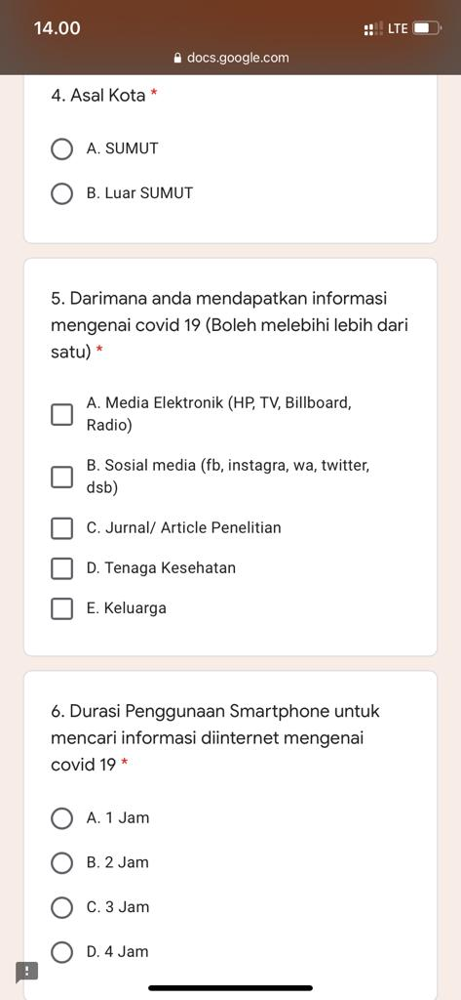 14.00
LTE
docs.google.com
4. Asal Kota *
A. SUMUT
B. Luar SUMUT
5. Darimana anda mendapatkan informasi
mengenai covid 19 (Boleh melebihi lebih dari
satu) *
A. Media Elektronik (HP, TV, Billboard,
Radio)
B. Sosial media (fb, instagra, wa, twitter,
dsb)
C. Jurnal/ Article Penelitian
D. Tenaga Kesehatan
E. Keluarga
6. Durasi Penggunaan Smartphone untuk
mencari informasi diinternet mengenai
covid 19 *
A. 1 Jam
B. 2 Jam
C. 3 Jam
D. 4 Jam